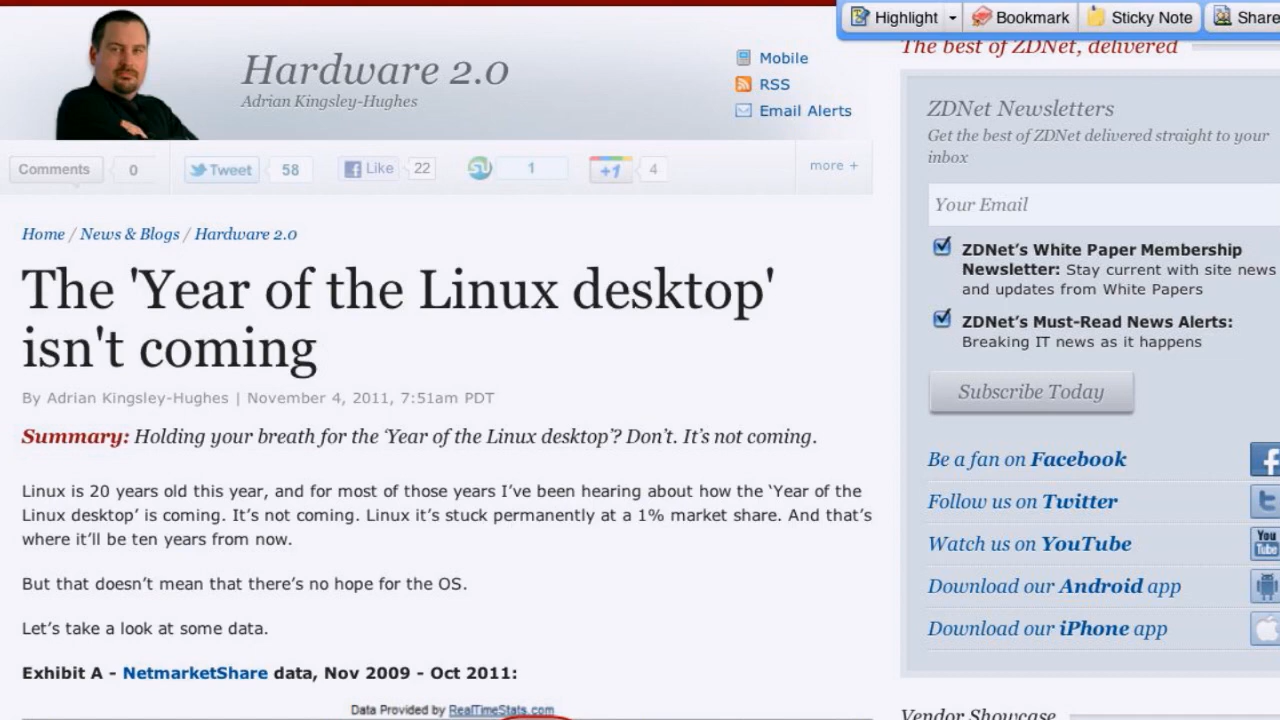 Highlight
Bookmark
Sticky Note
Share
Hardware 2.0
Adrian Kingsley-Hughes
Mobile
RSS
Email Alerts
Comments 0 Tweet 58 Like 22 1 +1 4 more +
Home / News & Blogs / Hardware 2.0
The 'Year of the Linux desktop'
isn't coming
By Adrian Kingsley-Hughes | November 4, 2011, 7:51am PDT
Summary: Holding your breath for the ‘Year of the Linux desktop’? Don’t. It’s not coming.
Linux is 20 years old this year, and for most of those years I’ve been hearing about how the ‘Year of the
Linux desktop’ is coming. It’s not coming. Linux it’s stuck permanently at a 1% market share. And that’s
where it’ll be ten years from now.
But that doesn’t mean that there’s no hope for the OS.
Let’s take a look at some data.
Exhibit A - NetmarketShare data, Nov 2009 - Oct 2011:
Data Provided by RealTimeStats.com
The best of ZDNet, delivered
ZDNet Newsletters
Get the best of ZDNet delivered straight to your
inbox
Your Email
ZDNet’s White Paper Membership
Newsletter: Stay current with site news
and updates from White Papers
ZDNet’s Must-Read News Alerts:
Breaking IT news as it happens
Subscribe Today
Be a fan on Facebook
Follow us on Twitter
Watch us on YouTube
You
Tube
Download our Android app
Download our iPhone app
Vendor Showcase